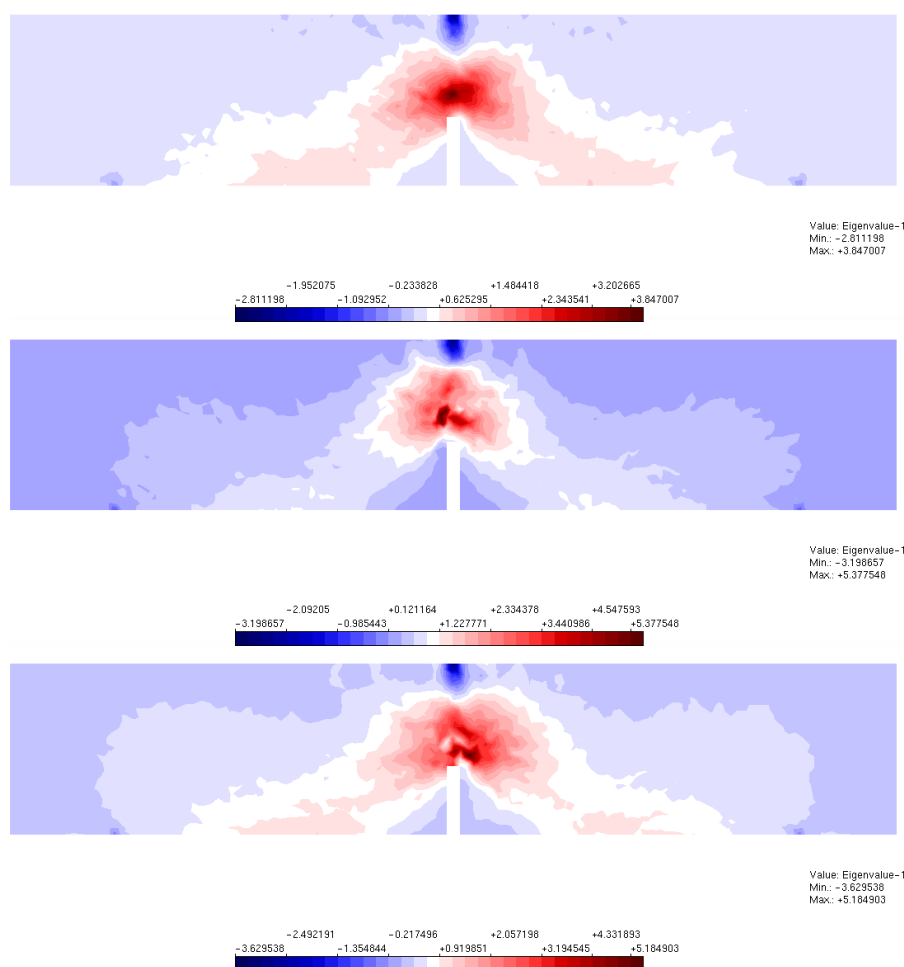 Value: Eigenvalue-1
Min.: -2.811198
Max.: +3.847007
-1.952075 -0.233828 +1.484418 +3.202665
-2.811198 -1.092952 +0.625295 +2.343541 +3.847007
Value: Eigenvalue-1
Min.: -3.198657
Max.: +5.377548
-2.09205 +0.121164 +2.334378 +4.547593
-3.198657 -0.985443 +1.227771 +3.440986 +5.377548
Value: Eigenvalue-1
Min.: -3.629538
Max.: +5.184903
-2.492191 -0.217496 +2.057198 +4.331893
-3.629538 -1.354844 +0.919851 +3.194545 +5.184903